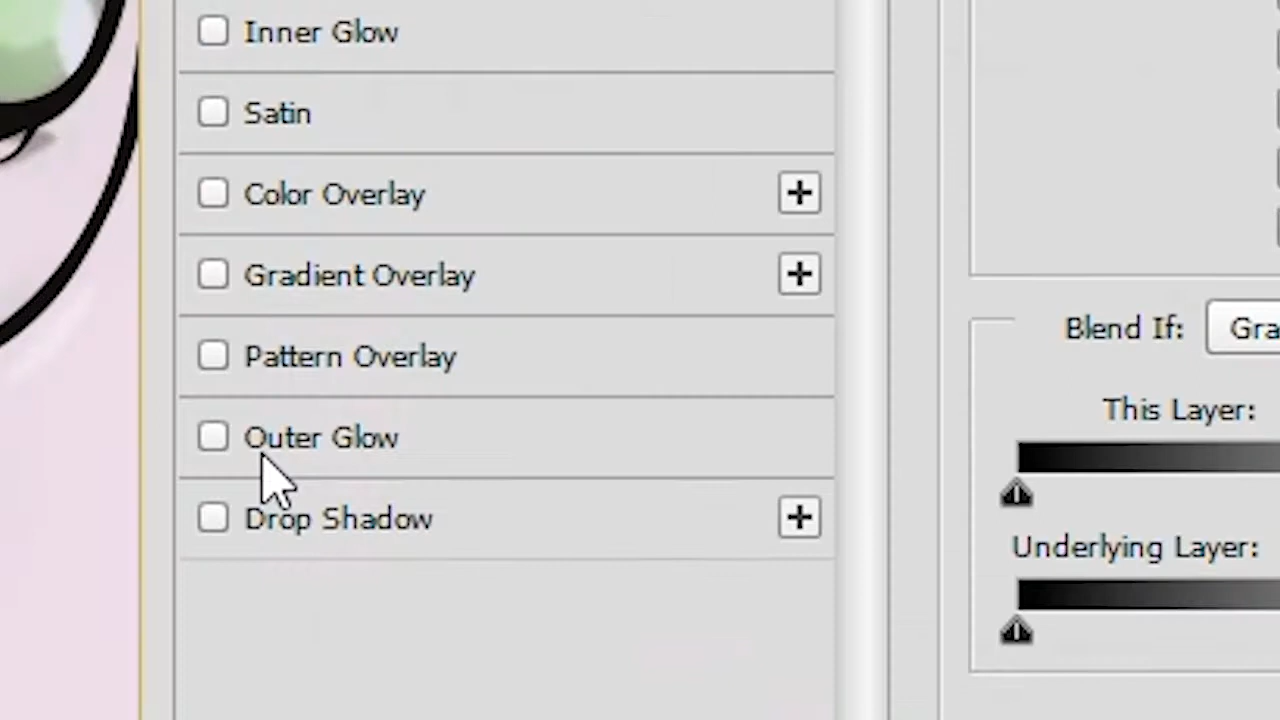 Inner Glow
Satin
Color Overlay
Gradient Overlay
Pattern Overlay
Outer Glow
Drop Shadow
Blend If: Gra
This Layer:
Underlying Layer: